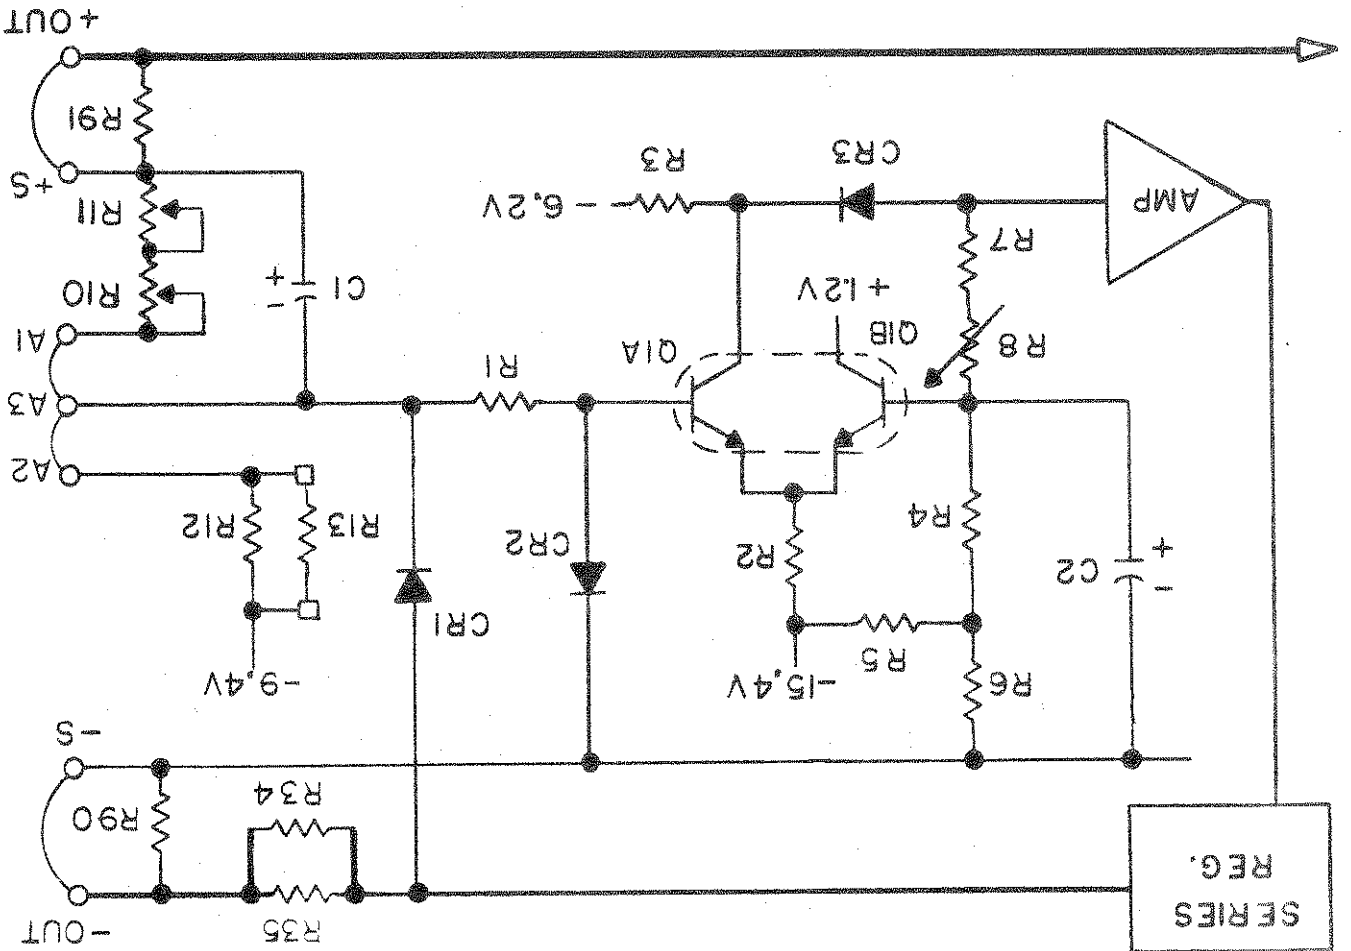 SERIES
REG.
R35
-OUT
R34
R90
-S
R6
-15.4V
-9.4V
R5
CR1
C2
-
+
R4
R2
CR2
R13
R12
A2
A3
R8
Q1B
Q1A
R1
A1
+1.2V
-
+
C1
R10
R7
-6.2V
R11
+S
AMP
CR3
R3
R91
+OUT